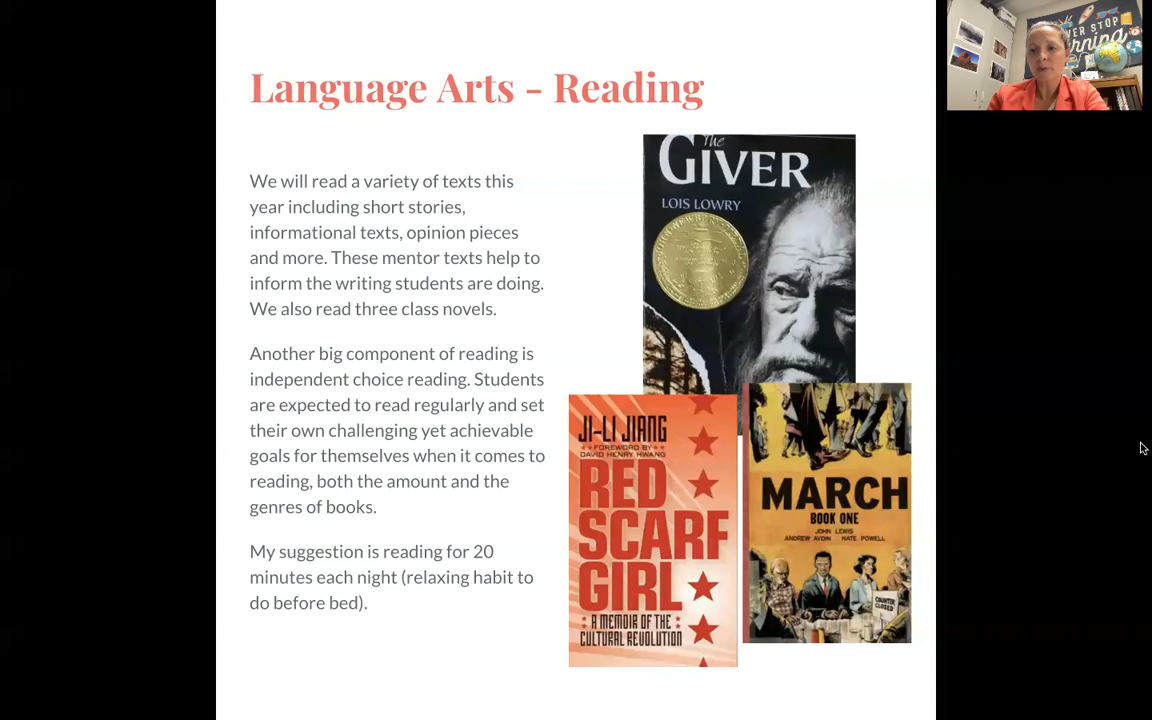 Language Arts - Reading
We will read a variety of texts this
year including short stories,
informational texts, opinion pieces
and more. These mentor texts help to
inform the writing students are doing.
We also read three class novels.
Another big component of reading is
independent choice reading. Students
are expected to read regularly and set
their own challenging yet achievable
goals for themselves when it comes to
reading, both the amount and the
genres of books.
My suggestion is reading for 20
minutes each night (relaxing habit to
do before bed).
The
GIVER
LOIS LOWRY
JI-LI JIANG
FOREWORD BY
DAVID HENRY HWANG
RED
SCARF
GIRL
A MEMOIR OF THE
CULTURAL REVOLUTION
MARCH
BOOK ONE
JOHN LEWIS
ANDREW AYDIN NATE POWELL
COUNTER
CLOSED
VER STOP
rning